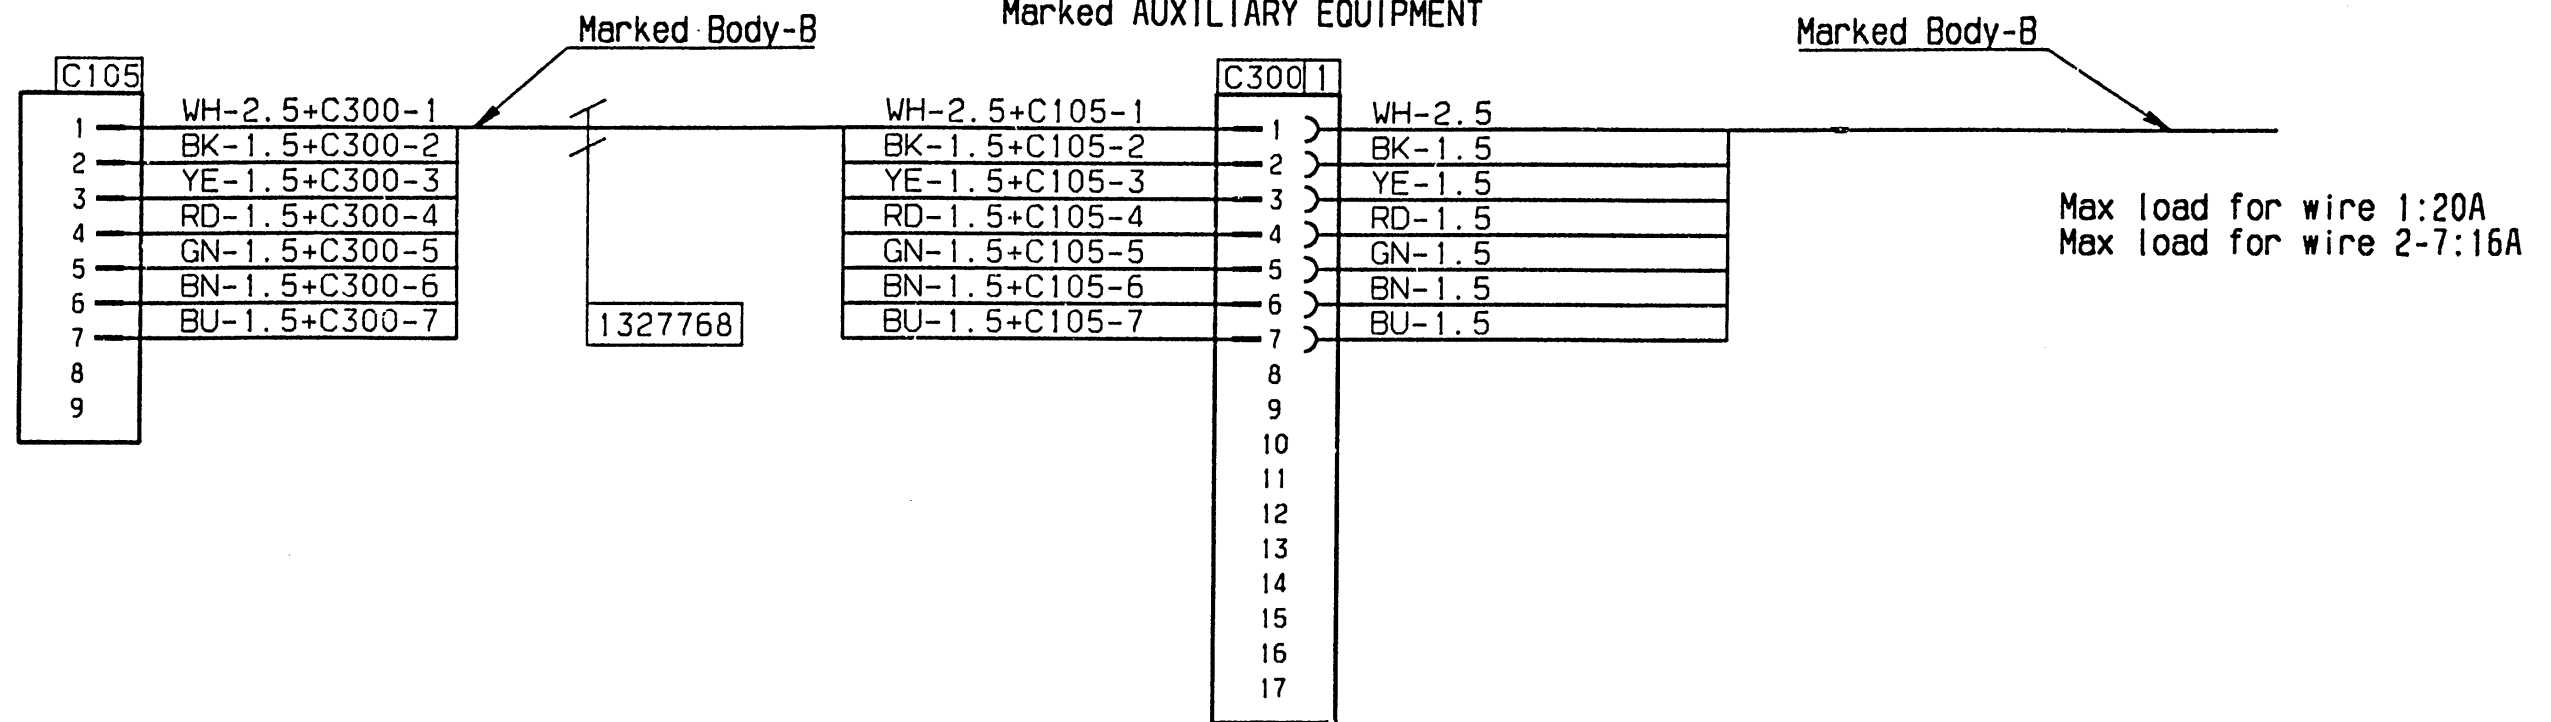 Marked AUXILIARY EQUIPMENT
Marked Body-B
Marked Body-B
C105
1 WH-2.5+C300-1
2 BK-1.5+C300-2
3 YE-1.5+C300-3
4 RD-1.5+C300-4
5 GN-1.5+C300-5
6 BN-1.5+C300-6
7 BU-1.5+C300-7
8
9
1327768
C300 1
WH-2.5+C105-1 1 WH-2.5
BK-1.5+C105-2 2 BK-1.5
YE-1.5+C105-3 3 YE-1.5
RD-1.5+C105-4 4 RD-1.5
GN-1.5+C105-5 5 GN-1.5
BN-1.5+C105-6 6 BN-1.5
BU-1.5+C105-7 7 BU-1.5
8
9
10
11
12
13
14
15
16
17
Max load for wire 1:20A
Max load for wire 2-7:16A